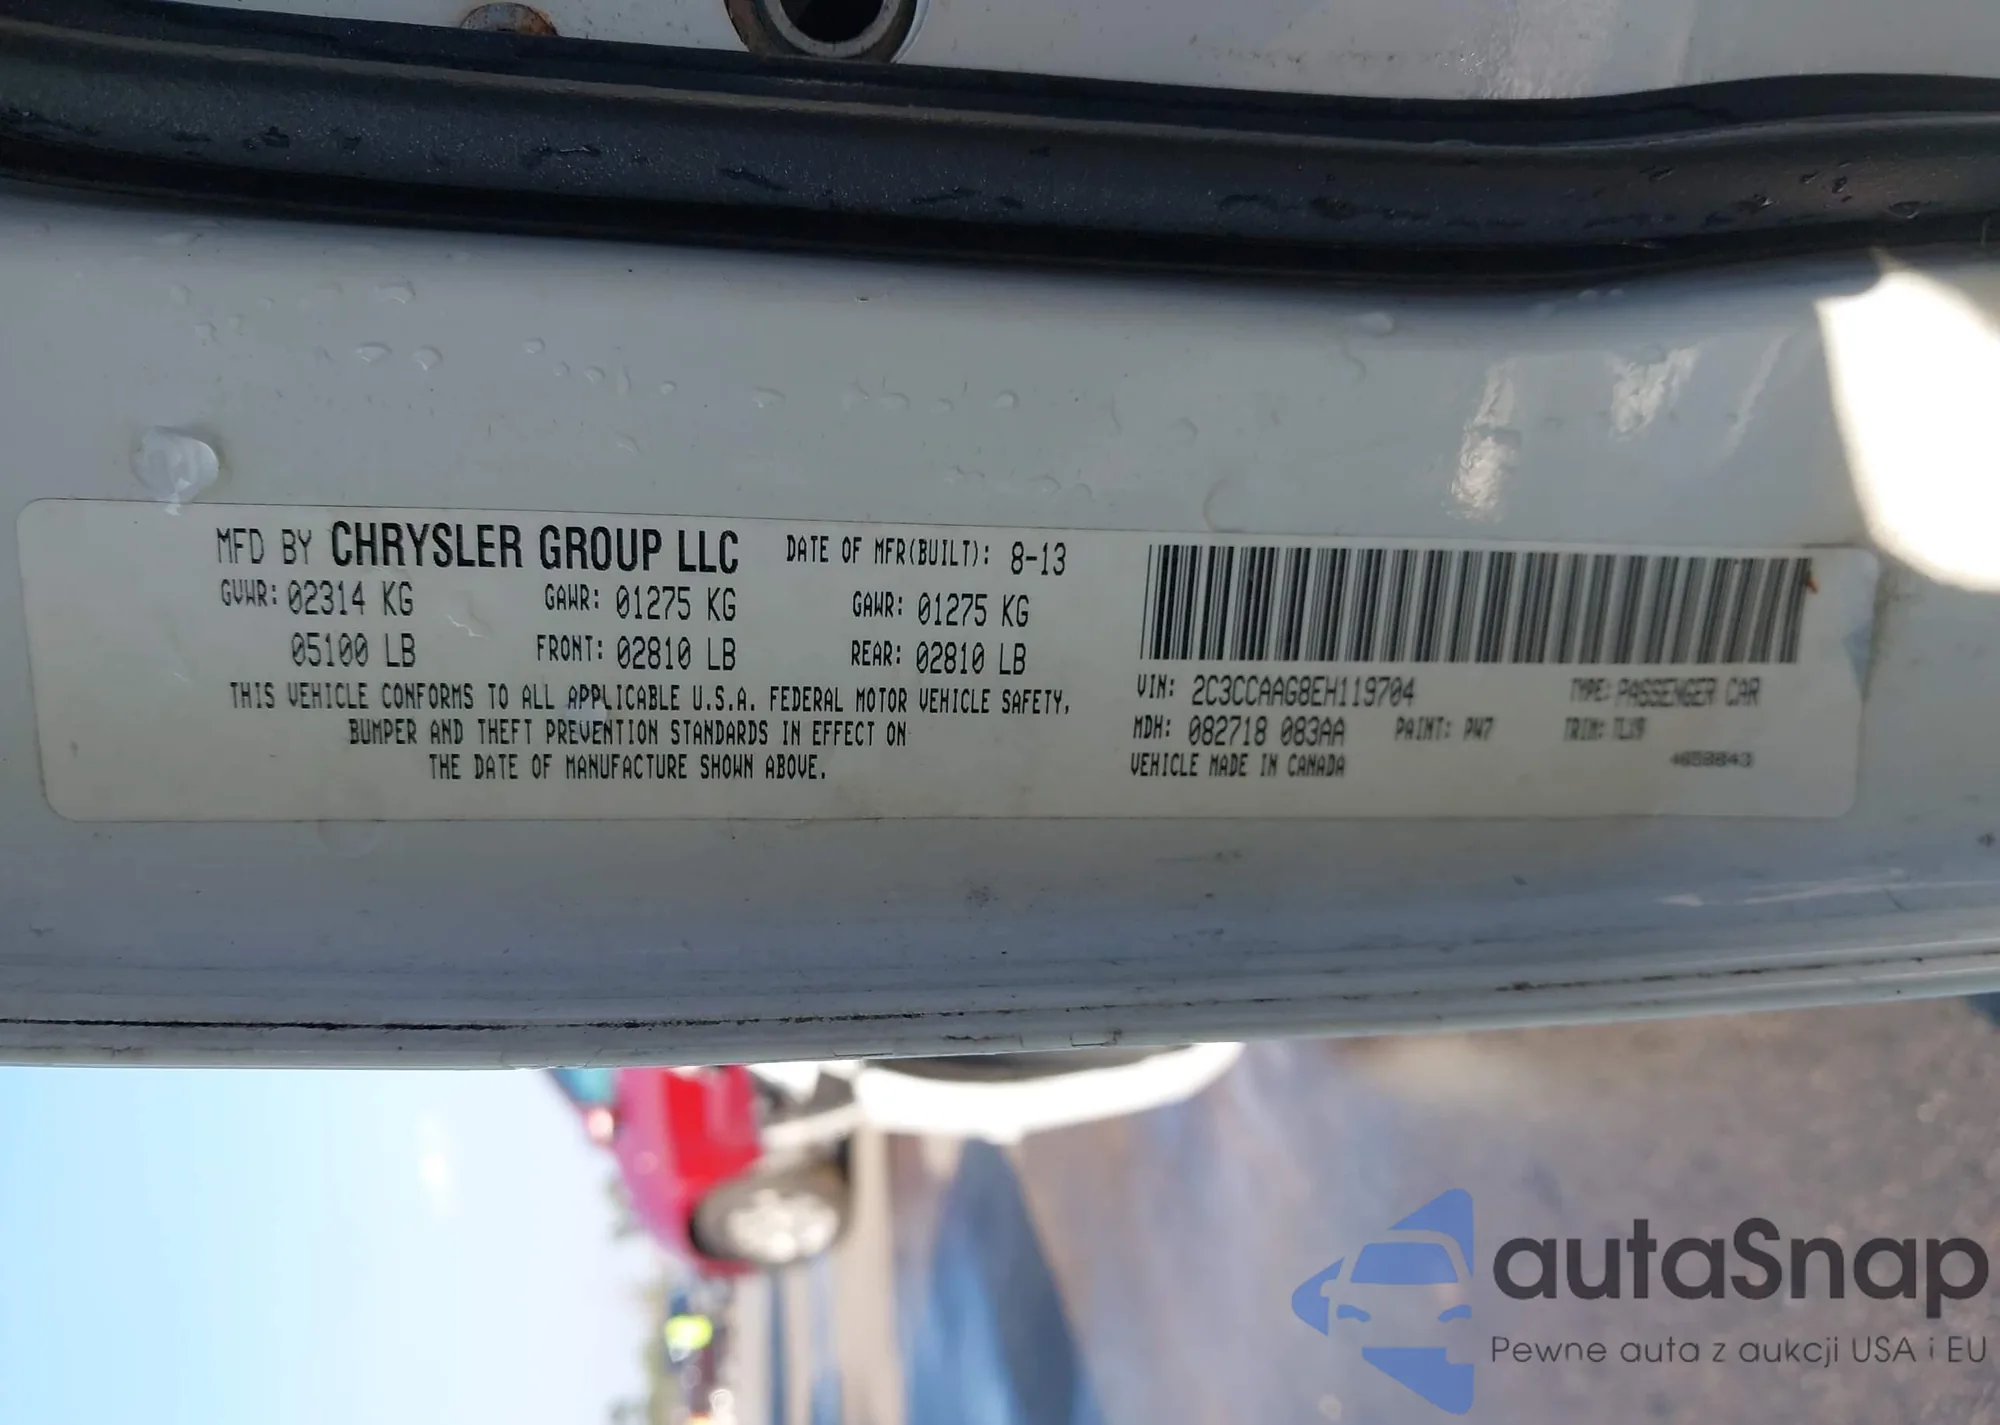 MFD BY CHRYSLER GROUP LLC DATE OF MFR(BUILT): 8-13
GVWR: 02314 KG GAWR: 01275 KG GAWR: 01275 KG
05100 LB FRONT: 02810 LB REAR: 02810 LB
THIS VEHICLE CONFORMS TO ALL APPLICABLE U.S.A. FEDERAL MOTOR VEHICLE SAFETY,
BUMPER AND THEFT PREVENTION STANDARDS IN EFFECT ON
THE DATE OF MANUFACTURE SHOWN ABOVE.
VIN: 2C3CCAAG8EH119704 TYPE: PASSENGER CAR
MDH: 082718 083AA PAINT: PW7 TRIM:
VEHICLE MADE IN CANADA
autaSnap
Pewne auta z aukcji USA i EU